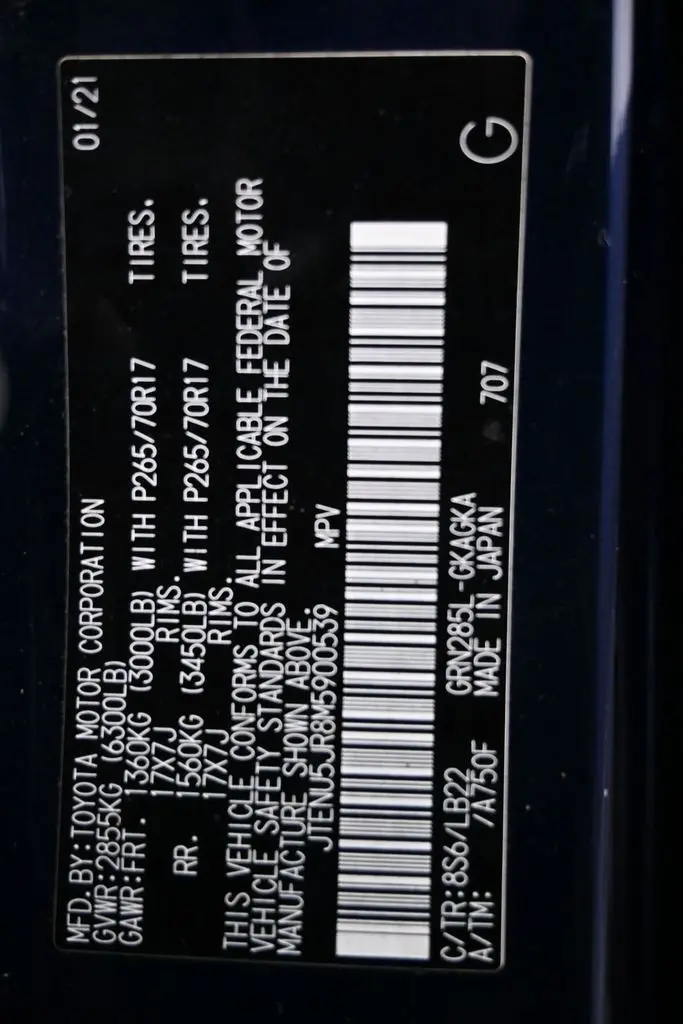 MFD.BY:TOYOTA MOTOR CORPORATION 01/21
GVWR:2855KG (6300LB)
GAWR:FRT. 1360KG (3000LB) WITH P265/70R17 TIRES.
17X7J RIMS.
RR. 1560KG (3450LB) WITH P265/70R17 TIRES.
17X7J RIMS.
THIS VEHICLE CONFORMS TO ALL APPLICABLE FEDERAL MOTOR
VEHICLE SAFETY STANDARDS IN EFFECT ON THE DATE OF
MANUFACTURE SHOWN ABOVE.
JTENU5JR8M5900539 MPV
C/TR:8S6/LB22 GRN285L-GKAGKA G
A/TM: /A750F MADE IN JAPAN 707